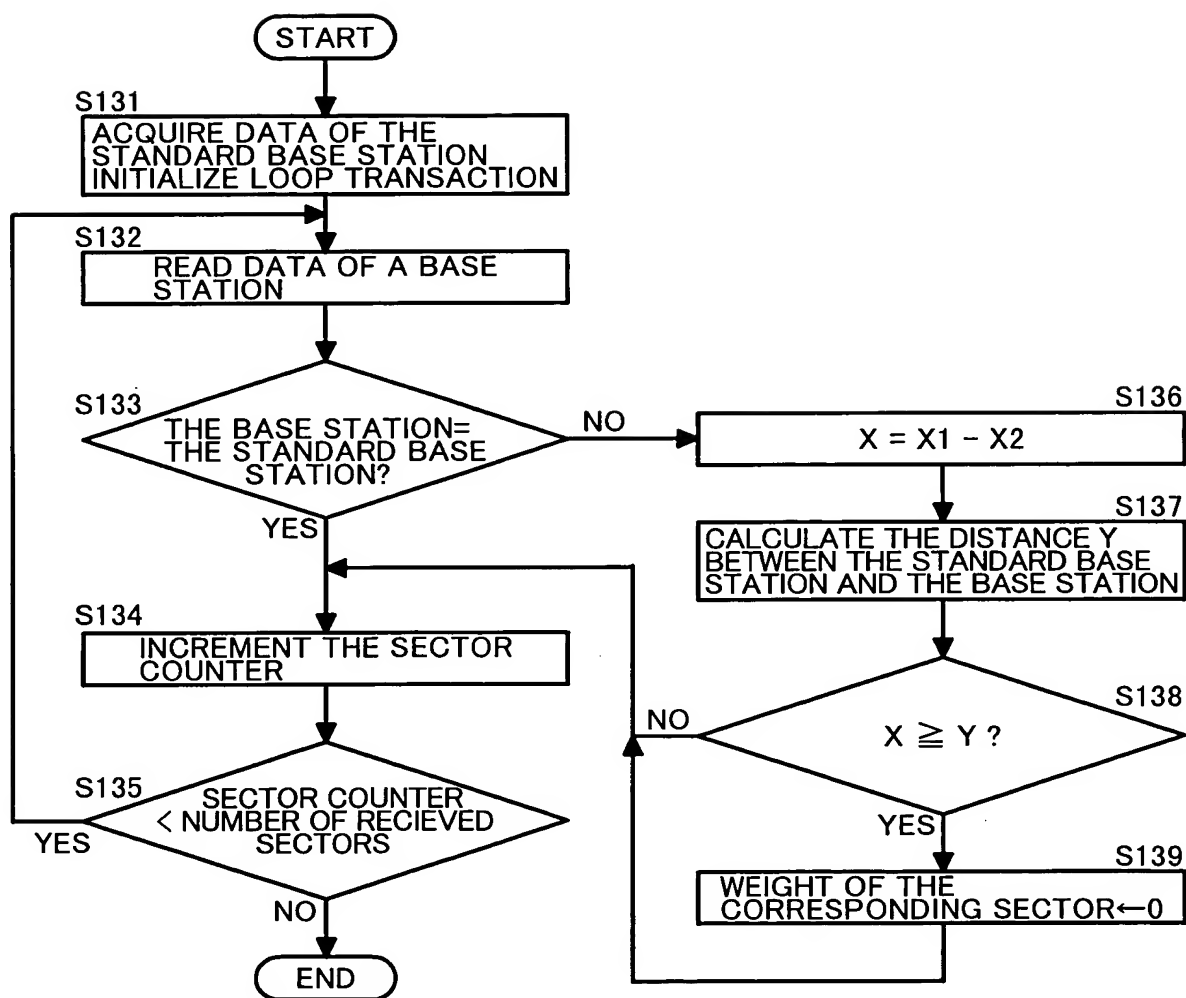 START
S131
ACQUIRE DATA OF THE
STANDARD BASE STATION
INITIALIZE LOOP TRANSACTION
S132
READ DATA OF A BASE
STATION
S133
THE BASE STATION=
THE STANDARD BASE
STATION?
NO
YES
S134
INCREMENT THE SECTOR
COUNTER
S135
SECTOR COUNTER
< NUMBER OF RECIEVED
SECTORS
YES
NO
END
S136
X = X1 - X2
S137
CALCULATE THE DISTANCE Y
BETWEEN THE STANDARD BASE
STATION AND THE BASE STATION
S138
X ≧ Y ?
NO
YES
S139
WEIGHT OF THE
CORRESPONDING SECTOR←0